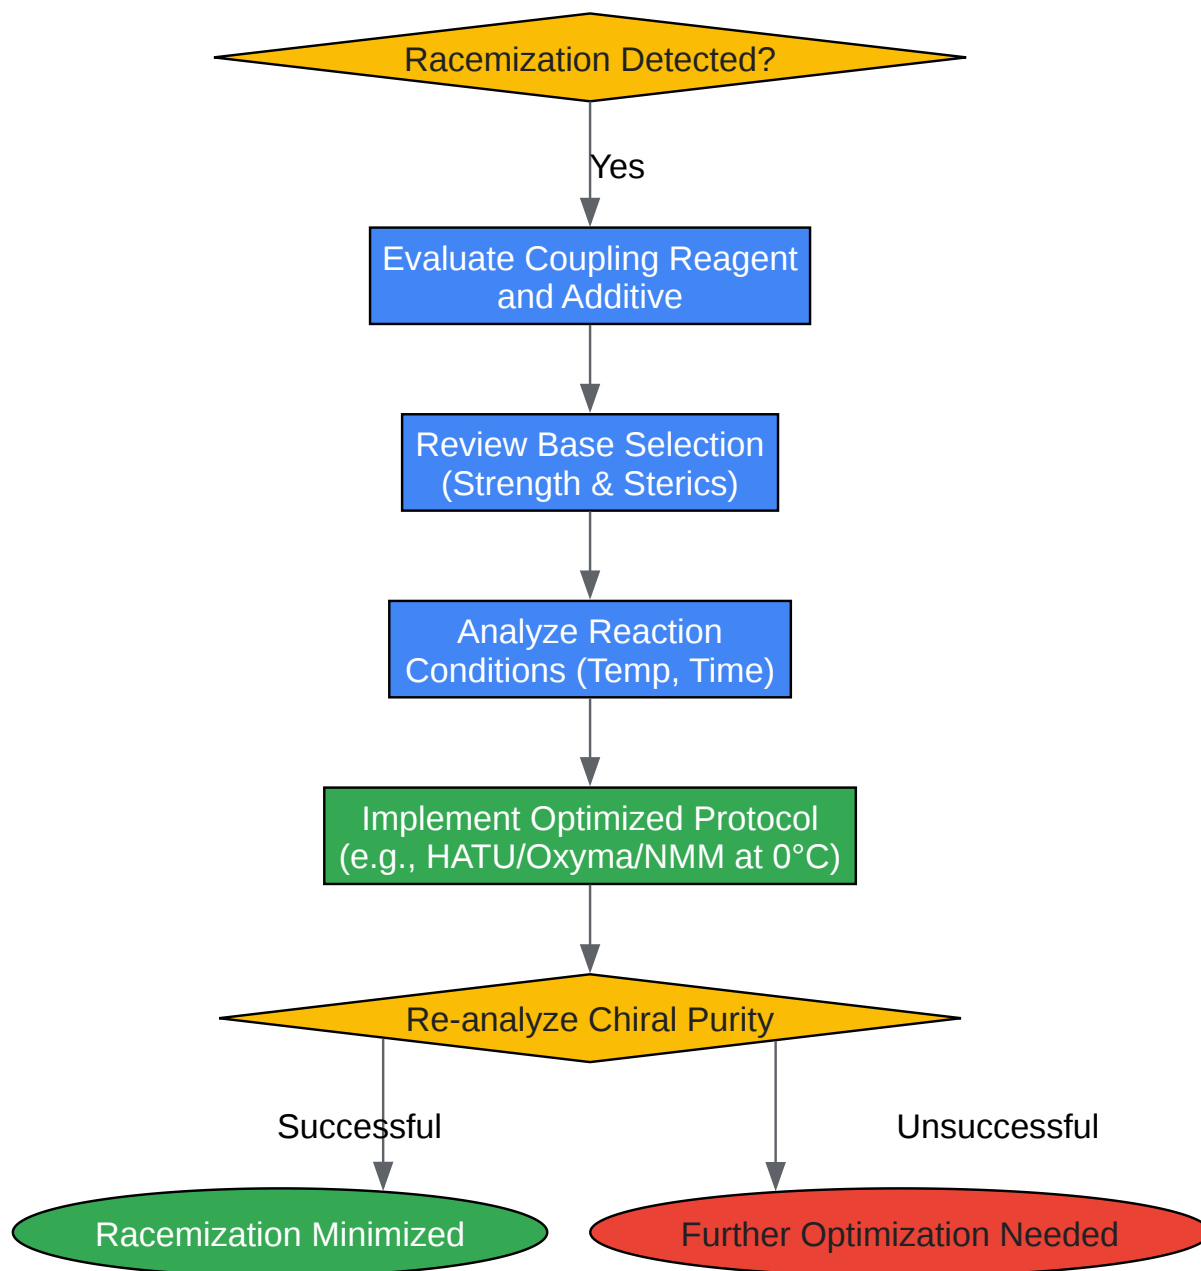 Racemization Detected?
Yes
Evaluate Coupling Reagent
and Additive
Review Base Selection
(Strength & Sterics)
Analyze Reaction
Conditions (Temp, Time)
Implement Optimized Protocol
(e.g., HATU/Oxyma/NMM at 0°C)
Re-analyze Chiral Purity
Successful
Unsuccessful
Racemization Minimized
Further Optimization Needed